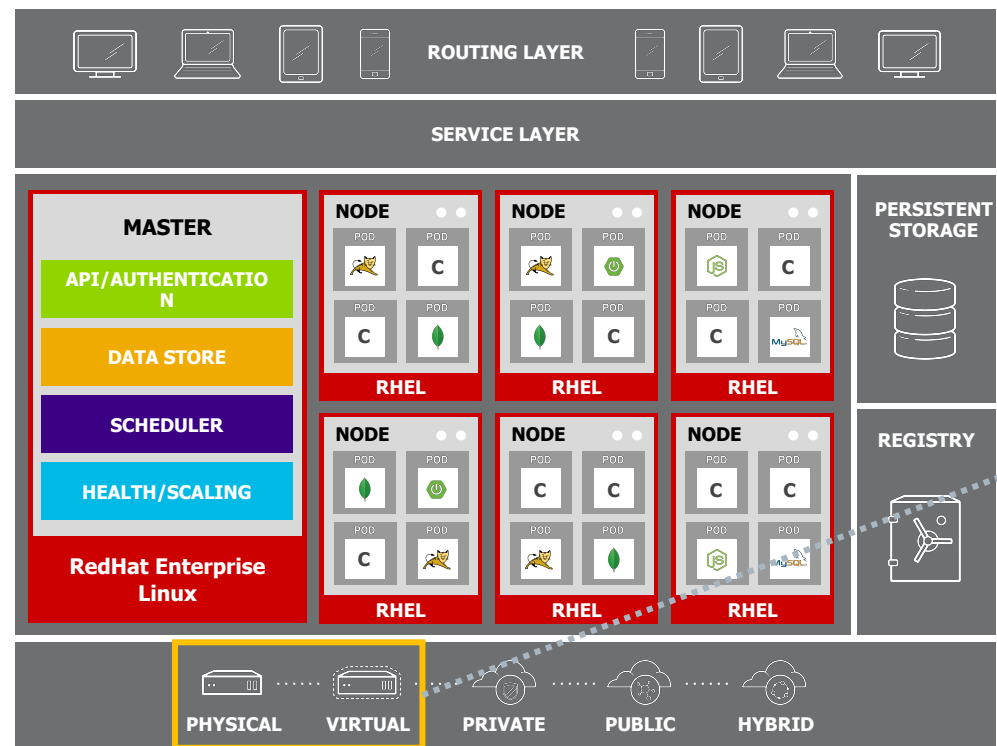 ROUTING LAYER
SERVICE LAYER
MASTER
API/AUTHENTICATIO
N
DATA STORE
SCHEDULER
HEALTH/SCALING
RedHat Enterprise
Linux
NODE
POD
POD
C
POD
POD
C
RHEL
NODE
POD
POD
POD
POD
C
RHEL
NODE
POD
POD
JS
C
POD
POD
C
MySQL
RHEL
NODE
POD
POD
POD
POD
C
RHEL
NODE
POD
POD
C
C
POD
POD
RHEL
NODE
POD
POD
C
C
POD
POD
JS
MySQL
RHEL
PERSISTENT
STORAGE
REGISTRY
PHYSICAL
VIRTUAL
PRIVATE
PUBLIC
HYBRID